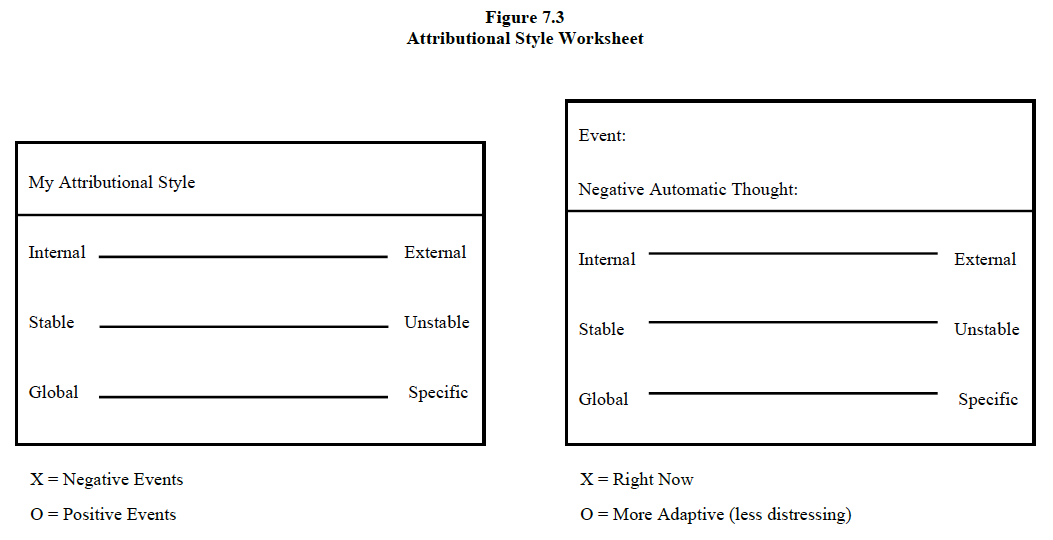 Figure 7.3
Attributional Style Worksheet
My Attributional Style
Internal External
Stable Unstable
Global Specific
X = Negative Events
O = Positive Events
Event:
Negative Automatic Thought:
Internal External
Stable Unstable
Global Specific
X = Right Now
O = More Adaptive (less distressing)